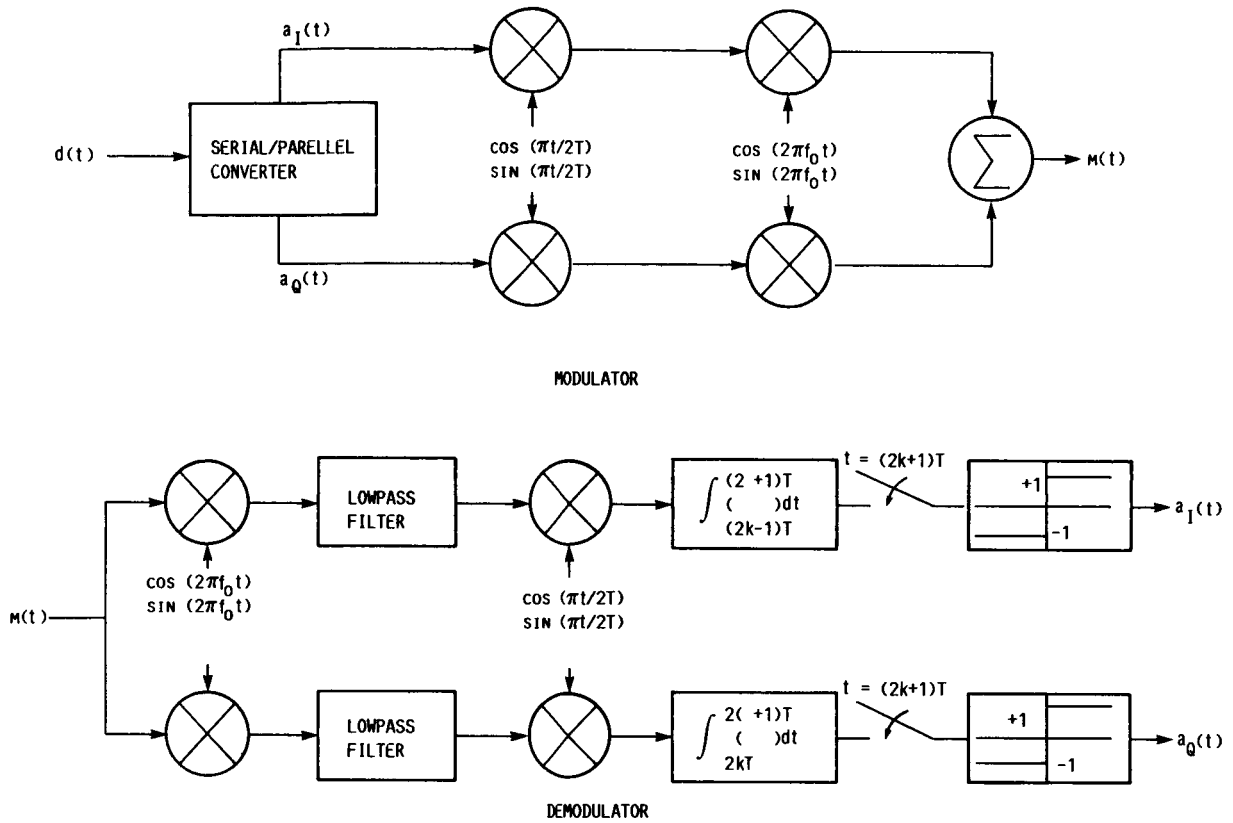 a_I(t)
d(t)
SERIAL/PARELLEL
CONVERTER
COS (πt/2T)
SIN (πt/2T)
COS (2πf_0t)
SIN (2πf_0t)
Σ
M(t)
a_Q(t)
MODULATOR
M(t)
COS (2πf_0t)
SIN (2πf_0t)
LOWPASS
FILTER
COS (πt/2T)
SIN (πt/2T)
∫
(2 +1)T
( )dt
(2k-1)T
t = (2k+1)T
+1
-1
a_I(t)
LOWPASS
FILTER
∫
2( +1)T
( )dt
2kT
t = (2k+1)T
+1
-1
a_Q(t)
DEMODULATOR